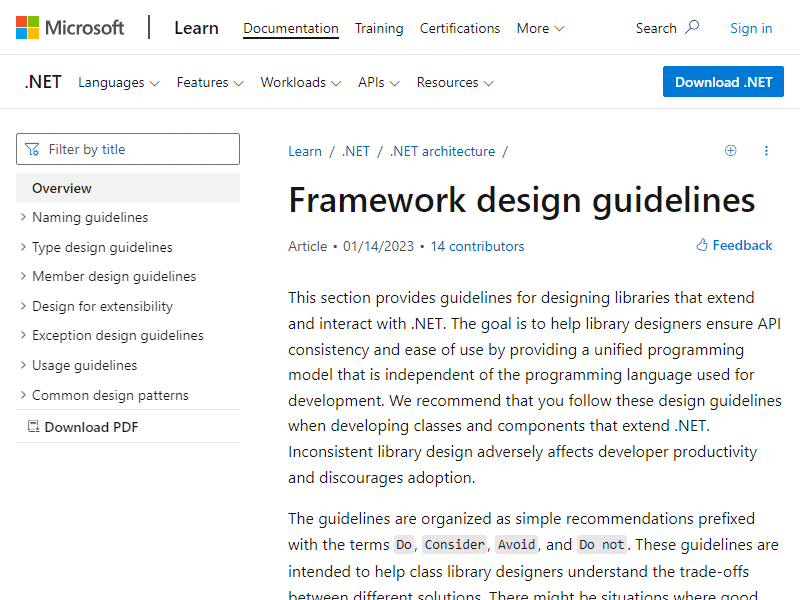 Microsoft Learn Documentation Training Certifications More Search Sign in
.NET Languages Features Workloads APIs Resources Download .NET
Filter by title
Overview
Naming guidelines
Type design guidelines
Member design guidelines
Design for extensibility
Exception design guidelines
Usage guidelines
Common design patterns
Download PDF
Learn / .NET / .NET architecture /
Framework design guidelines
Article • 01/14/2023 • 14 contributors Feedback
This section provides guidelines for designing libraries that extend
and interact with .NET. The goal is to help library designers ensure API
consistency and ease of use by providing a unified programming
model that is independent of the programming language used for
development. We recommend that you follow these design guidelines
when developing classes and components that extend .NET.
Inconsistent library design adversely affects developer productivity
and discourages adoption.
The guidelines are organized as simple recommendations prefixed
with the terms Do, Consider, Avoid, and Do not. These guidelines are
intended to help class library designers understand the trade-offs
between different solutions. There might be situations where good